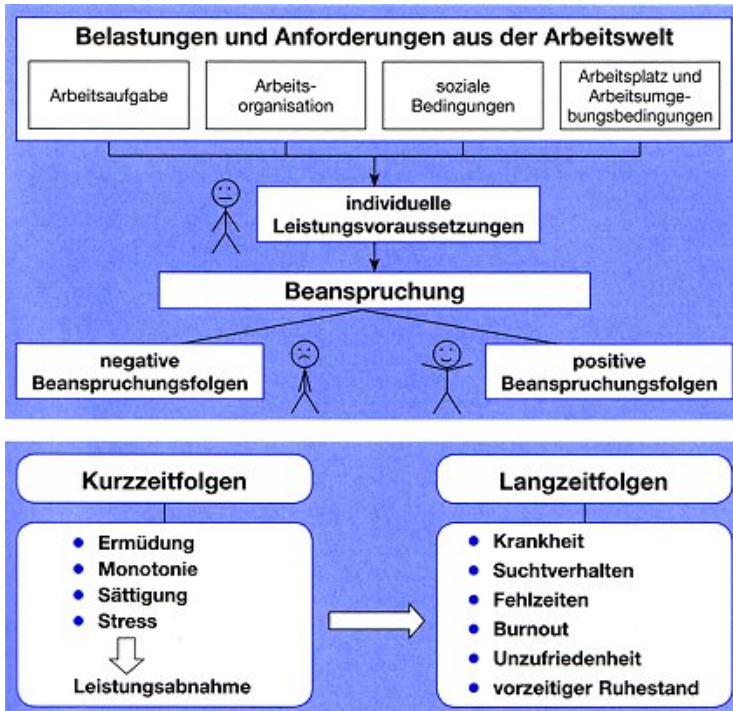 Belastungen und Anforderungen aus der Arbeitswelt
Arbeitsaufgabe
Arbeits-
organisation
soziale
Bedingungen
Arbeitsplatz und
Arbeitsumge-
bungsbedingungen
individuelle
Leistungsvoraussetzungen
Beanspruchung
negative
Beanspruchungsfolgen
positive
Beanspruchungsfolgen
Kurzzeitfolgen
Ermüdung
Monotonie
Sättigung
Stress
Leistungsabnahme
Langzeitfolgen
Krankheit
Suchtverhalten
Fehlzeiten
Burnout
Unzufriedenheit
vorzeitiger Ruhestand